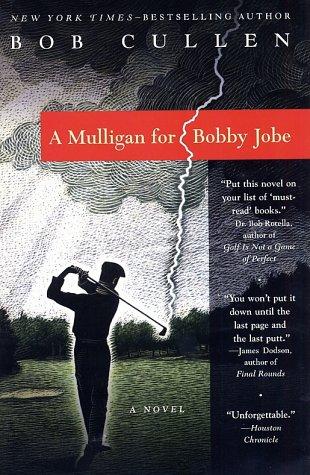 NEW YORK TIMES–BESTSELLING AUTHOR
BOB CULLEN
A Mulligan for Bobby Jobe
"Put this novel on
your list of 'must-
read' books."
Dr. Bob Rotella,
author of
Golf Is Not a Game
of Perfect
"You won't put it
down until the
last page and
the last putt."
—James Dodson,
author of
Final Rounds
A NOVEL
"Unforgettable."
—Houston
Chronicle